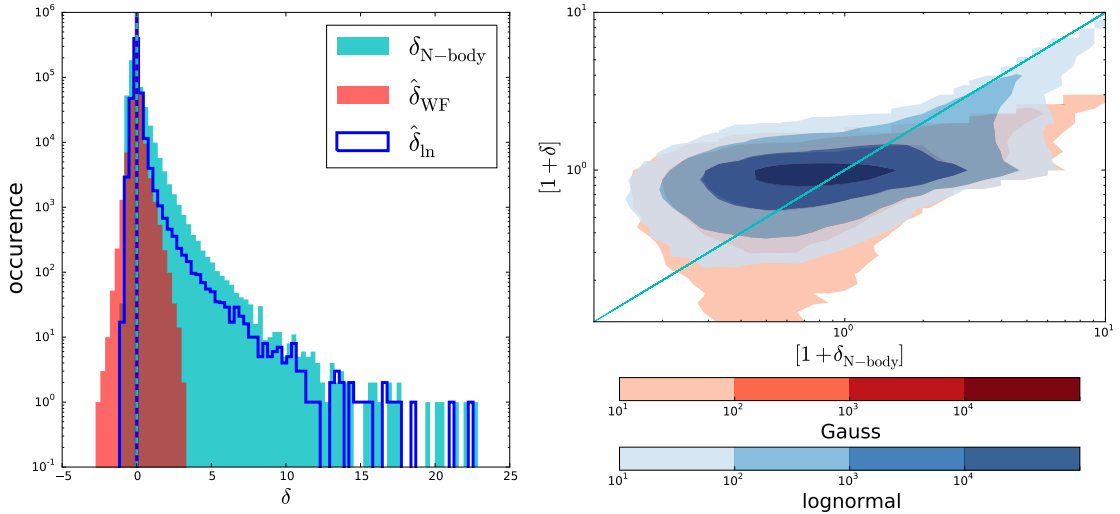 10^6
10^5
10^4
10^3
10^2
10^1
10^0
10^-1
occurrence
−5 0 5 10 15 20 25
δ
δ_N−body
δ̂_WF
δ̂_ln
10^1
10^0
[1+δ]
10^0 10^1
[1+δ_N-body]
10^1 10^2 10^3 10^4
Gauss
10^1 10^2 10^3 10^4
lognormal